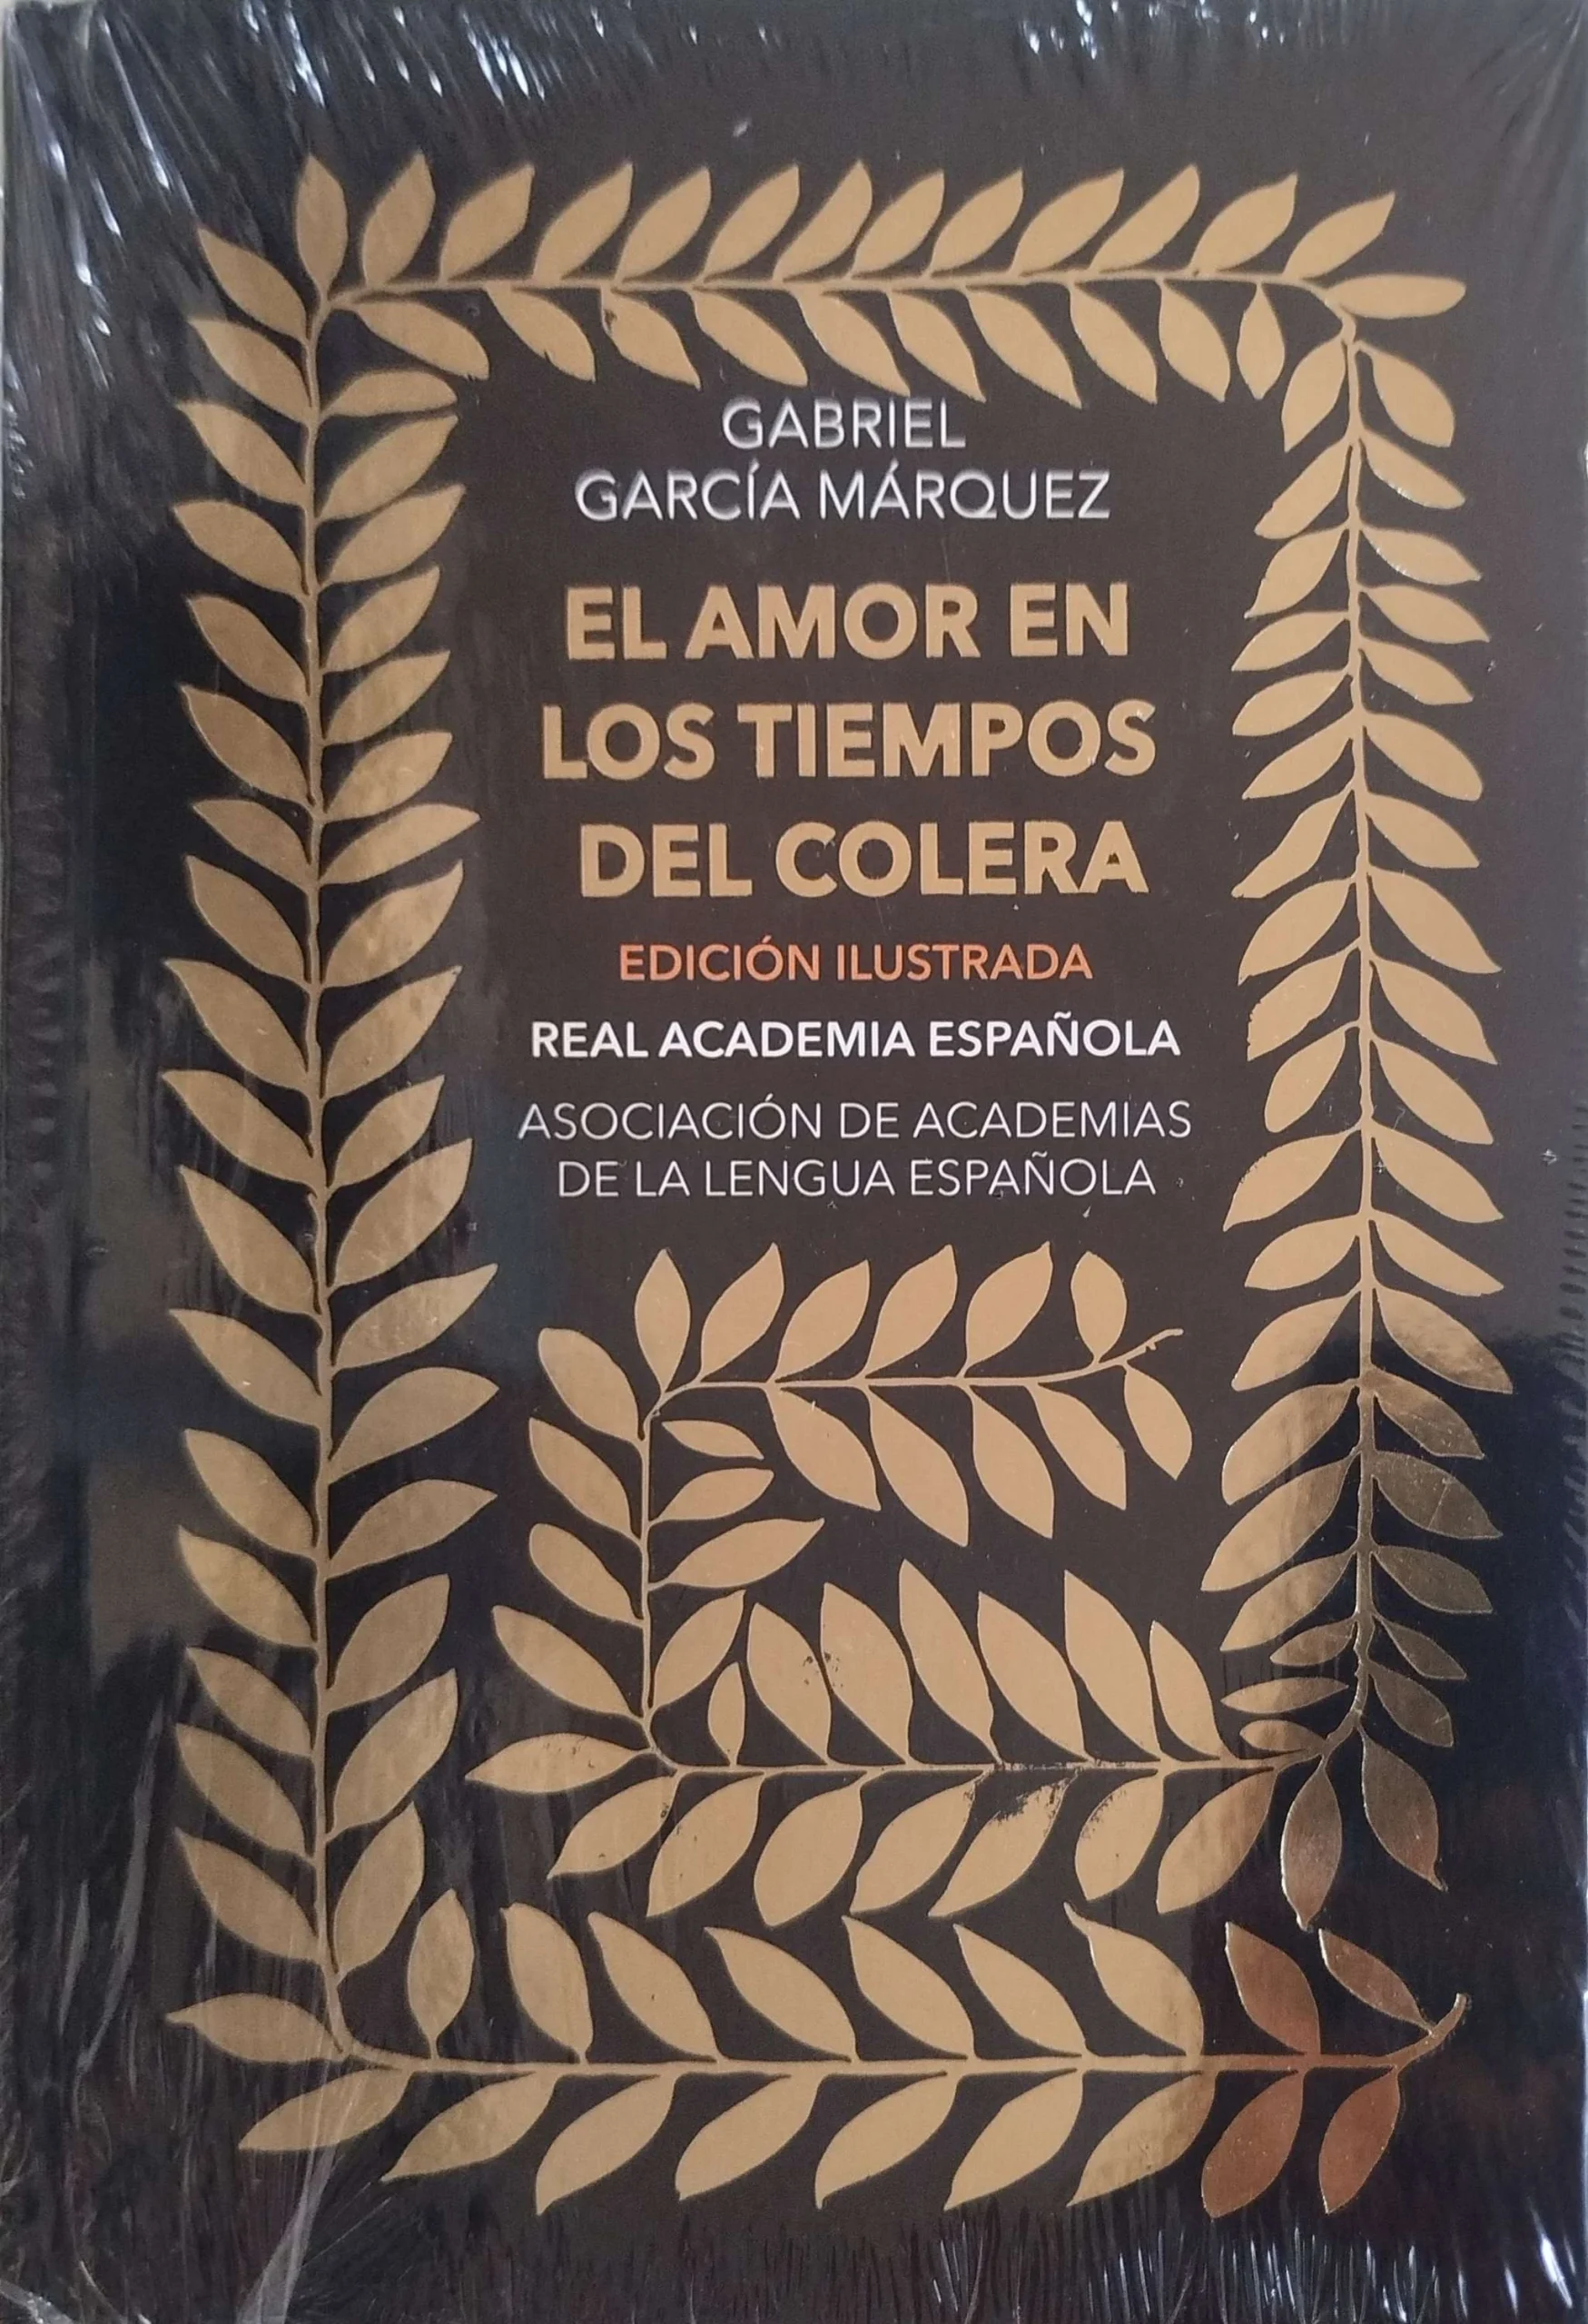 GABRIEL
GARCÍA MÁRQUEZ
EL AMOR EN
LOS TIEMPOS
DEL COLERA
EDICIÓN ILUSTRADA
REAL ACADEMIA ESPAÑOLA
ASOCIACIÓN DE ACADEMIAS
DE LA LENGUA ESPAÑOLA